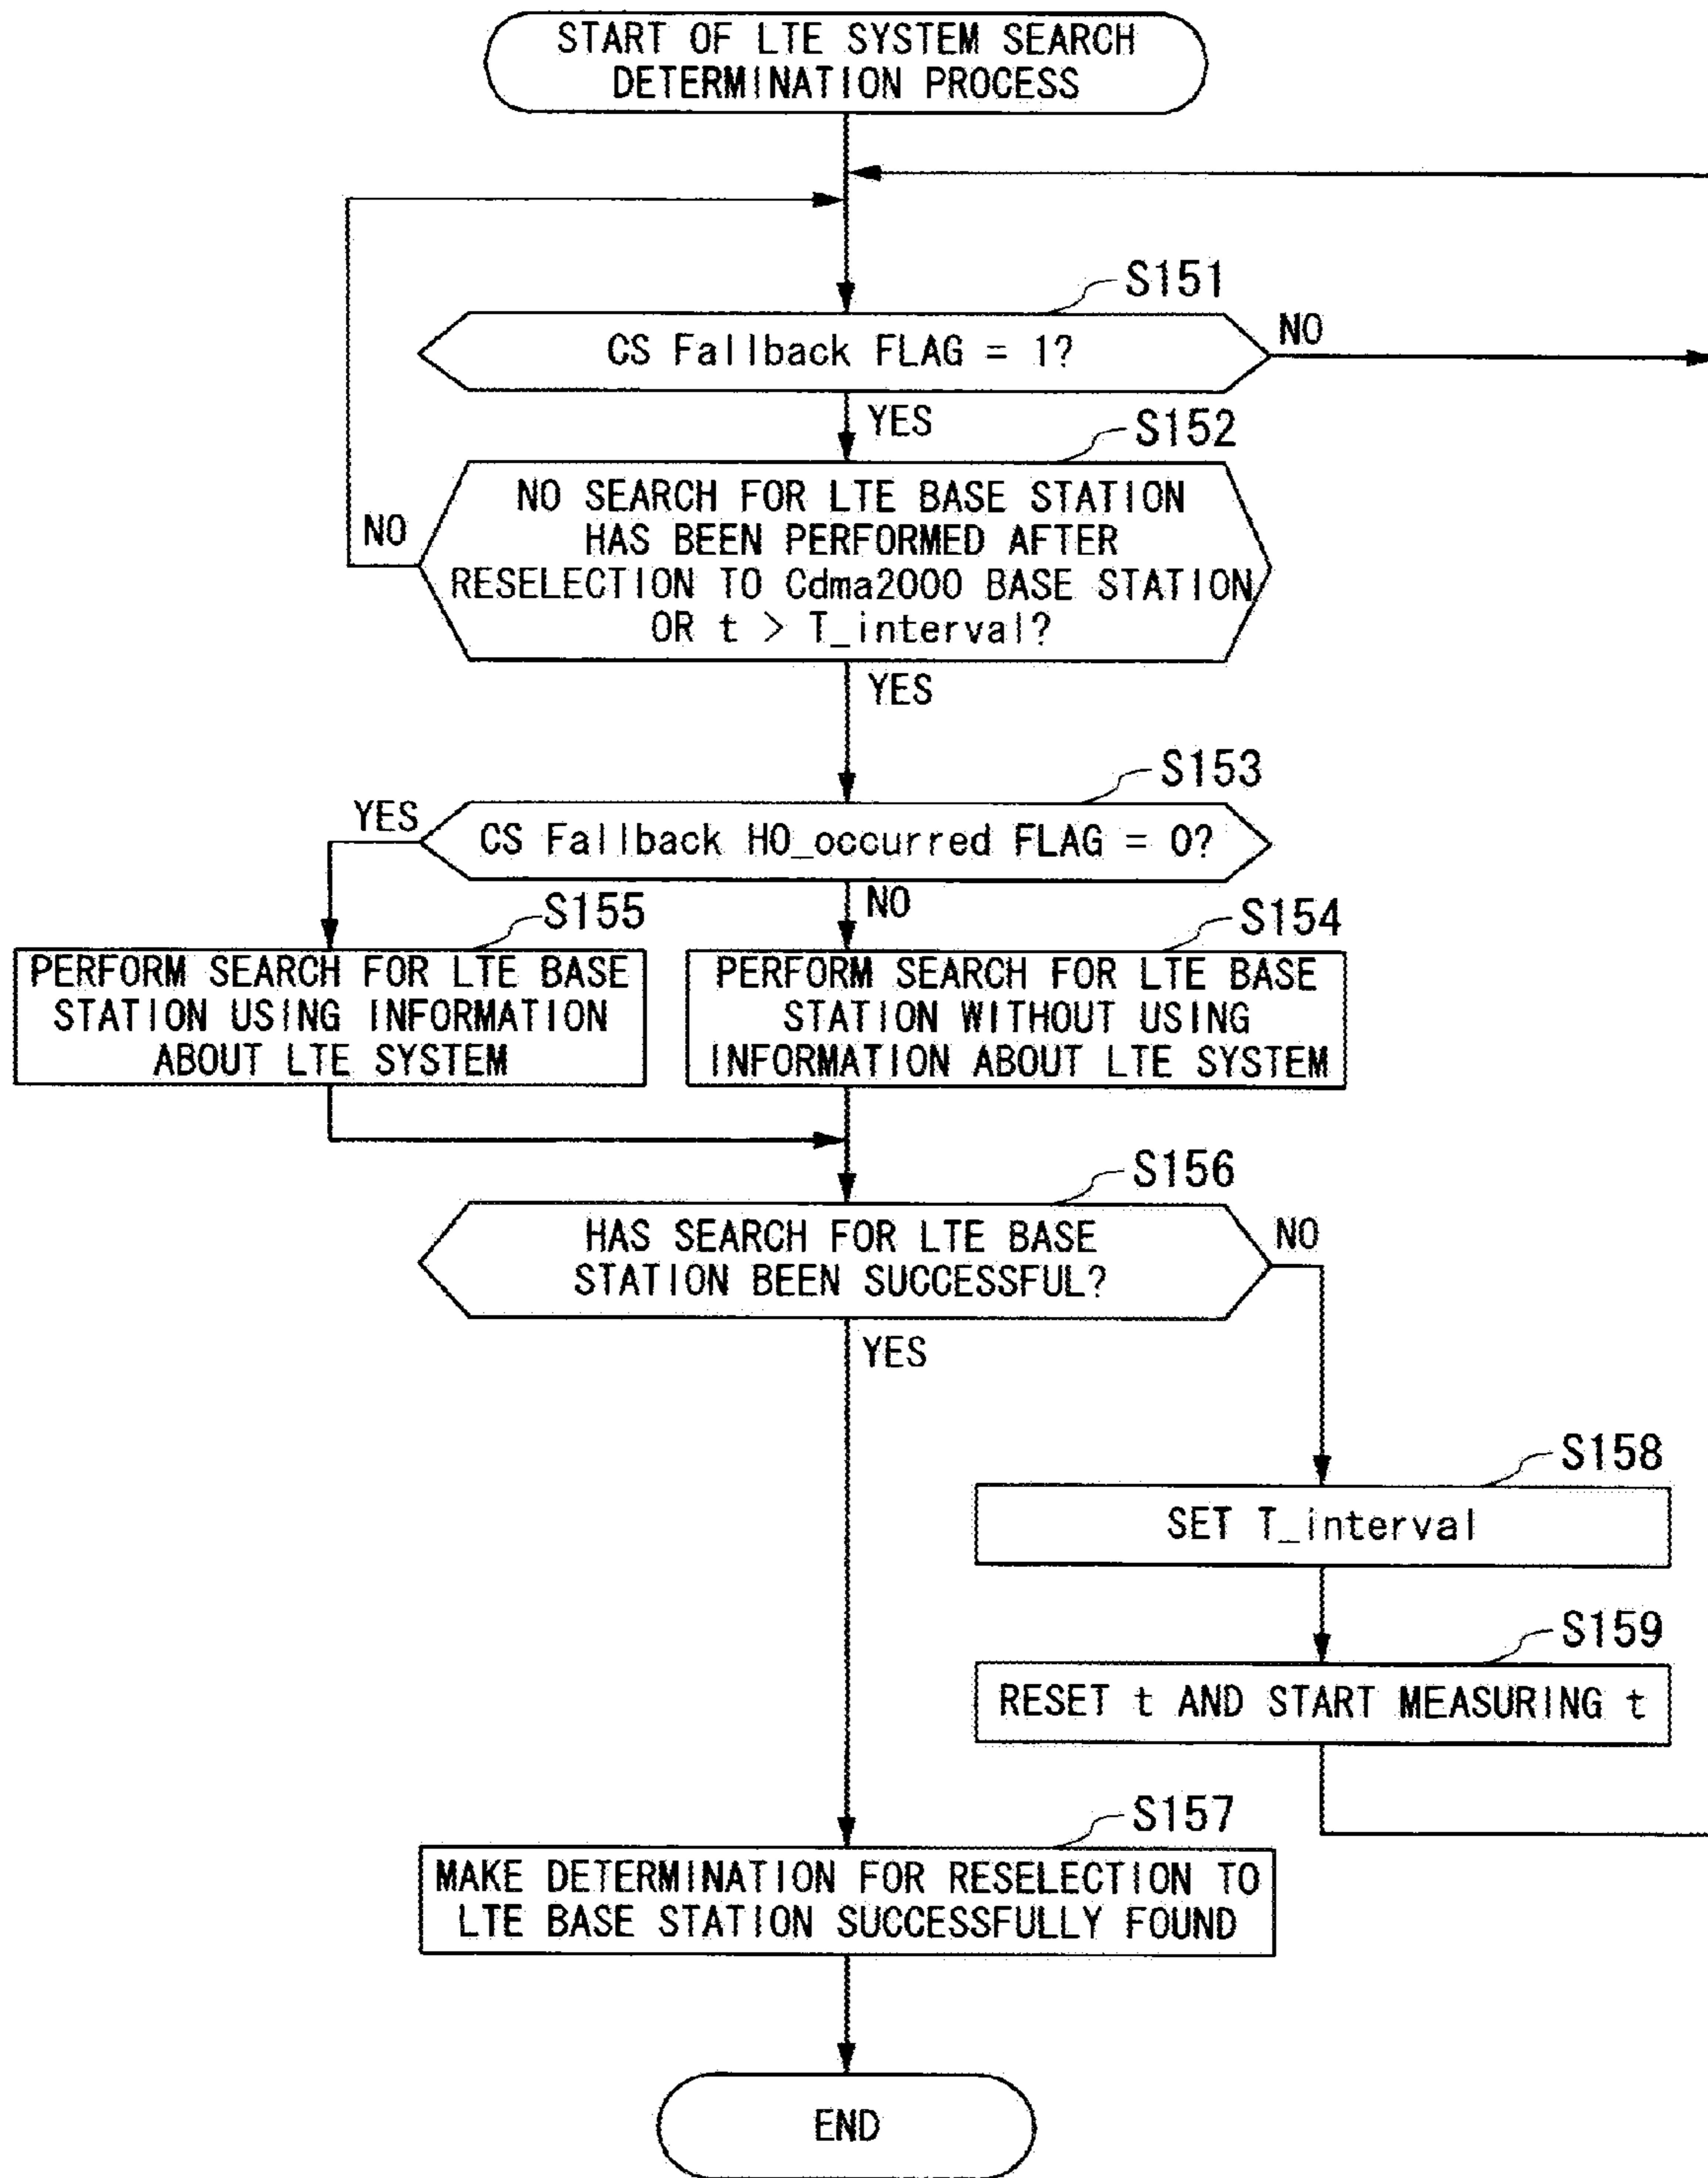 START OF LTE SYSTEM SEARCH
DETERMINATION PROCESS
S151
CS Fallback FLAG = 1?
NO
YES
S152
NO SEARCH FOR LTE BASE STATION
HAS BEEN PERFORMED AFTER
RESELECTION TO Cdma2000 BASE STATION
OR t > T_interval?
NO
YES
S153
YES
CS Fallback HO_occurred FLAG = 0?
NO
S155
S154
PERFORM SEARCH FOR LTE BASE
STATION USING INFORMATION
ABOUT LTE SYSTEM
PERFORM SEARCH FOR LTE BASE
STATION WITHOUT USING
INFORMATION ABOUT LTE SYSTEM
S156
HAS SEARCH FOR LTE BASE
STATION BEEN SUCCESSFUL?
NO
YES
S158
SET T_interval
S159
RESET t AND START MEASURING t
S157
MAKE DETERMINATION FOR RESELECTION TO
LTE BASE STATION SUCCESSFULLY FOUND
END